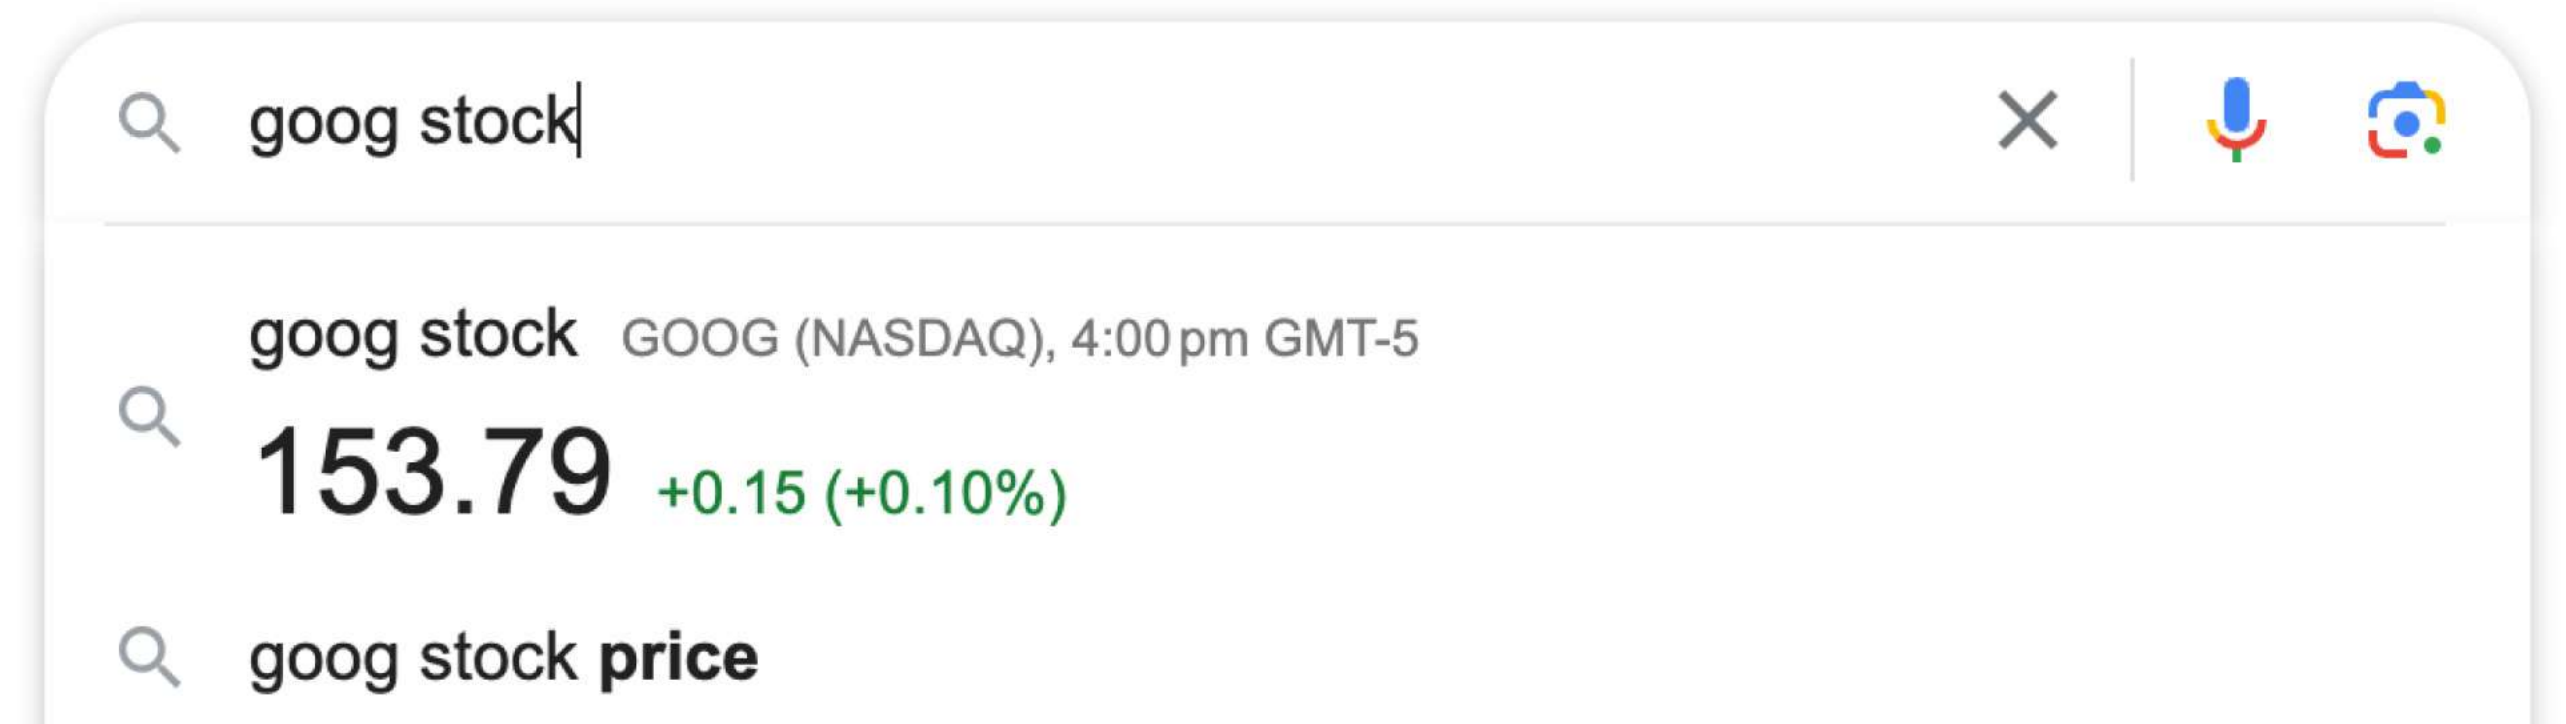 goog stock
goog stock GOOG (NASDAQ), 4:00 pm GMT-5
153.79 +0.15 (+0.10%)
goog stock price